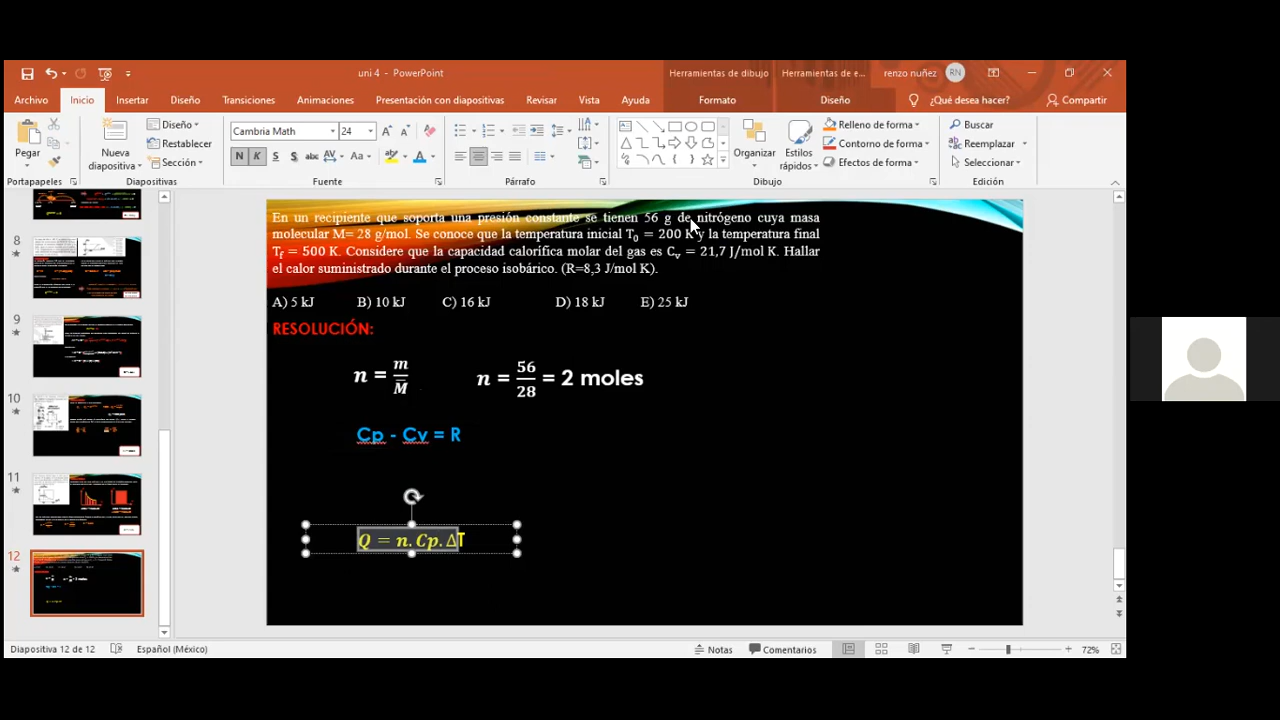 uni 4 - PowerPoint
Herramientas de dibujo
Herramientas de e...
renzo nuñez
RN
Archivo
Inicio
Insertar
Diseño
Transiciones
Animaciones
Presentación con diapositivas
Revisar
Vista
Ayuda
Formato
Diseño
¿Qué desea hacer?
Compartir
Pegar
Portapapeles
Nueva diapositiva
Diseño
Restablecer
Sección
Diapositivas
Cambria Math
24
N K S S abc AV Aa A
Fuente
Párrafo
Organizar
Estilos rápidos
Relleno de forma
Contorno de forma
Efectos de forma
Dibujo
Buscar
Reemplazar
Seleccionar
Edición
8
9
10
11
12
En un recipiente que soporta una presión constante se tienen 56 g de nitrógeno cuya masa
molecular M= 28 g/mol. Se conoce que la temperatura inicial T₀ = 200 K y la temperatura final
T_f = 500 K. Considere que la capacidad calorífica molar del gas es C_v = 21,7 J/mol K. Hallar
el calor suministrado durante el proceso isobárico. (R=8,3 J/mol K).
A) 5 kJ B) 10 kJ C) 16 kJ D) 18 kJ E) 25 kJ
RESOLUCIÓN:
n = m/M̅ n = 56/28 = 2 moles
Cp - Cv = R
Q = n. Cp. ΔT
Diapositiva 12 de 12
Español (México)
Notas
Comentarios
72%